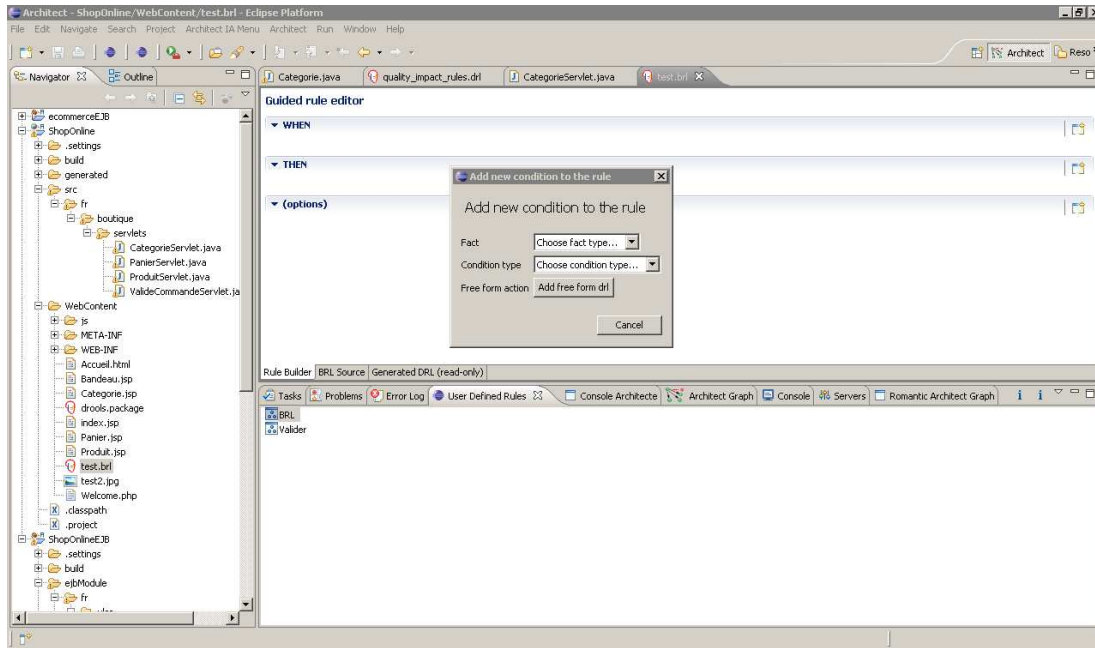 Architect - ShopOnline/WebContent/test.brl - Eclipse Platform
File Edit Navigate Search Project Architect IA Menu Architect Run Window Help
Architect Reso
Navigator Outline
Categorie.java quality_impact_rules.drl CategorieServlet.java test.brl
Guided rule editor
WHEN
THEN
(options)
ecommerceEJB
ShopOnline
.settings
build
generated
src
fr
boutique
servlets
CategorieServlet.java
PanierServlet.java
ProduitServlet.java
ValideCommandeServlet.ja
WebContent
js
META-INF
WEB-INF
Accueil.html
Bandeau.jsp
Categorie.jsp
drools.package
index.jsp
Panier.jsp
Produit.jsp
test.brl
test2.jpg
Welcome.php
.classpath
.project
ShopOnlineEJB
.settings
build
ejbModule
fr
Add new condition to the rule
Add new condition to the rule
Fact Choose fact type...
Condition type Choose condition type...
Free form action Add free form drl
Cancel
Rule Builder BRL Source Generated DRL (read-only)
Tasks Problems Error Log User Defined Rules Console Architecte Architect Graph Console Servers Romantic Architect Graph i i
BRL
Valider